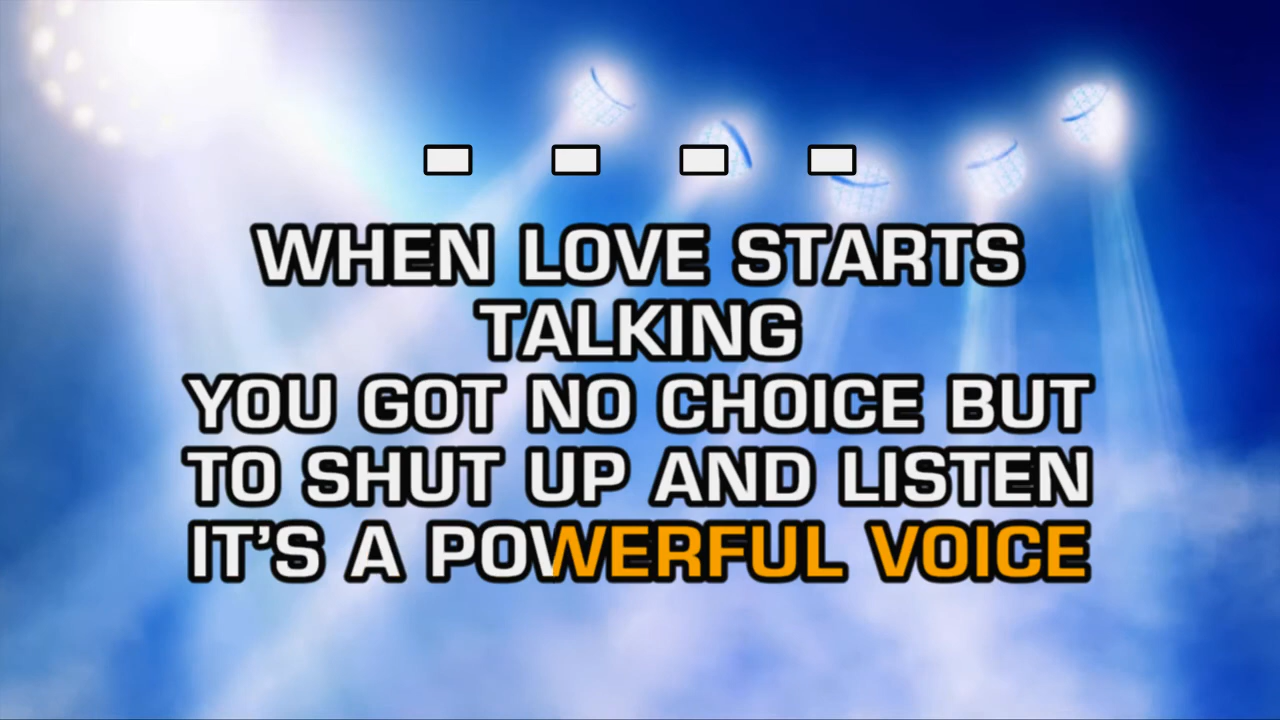 WHEN LOVE STARTS
TALKING
YOU GOT NO CHOICE BUT
TO SHUT UP AND LISTEN
IT’S A POWERFUL VOICE